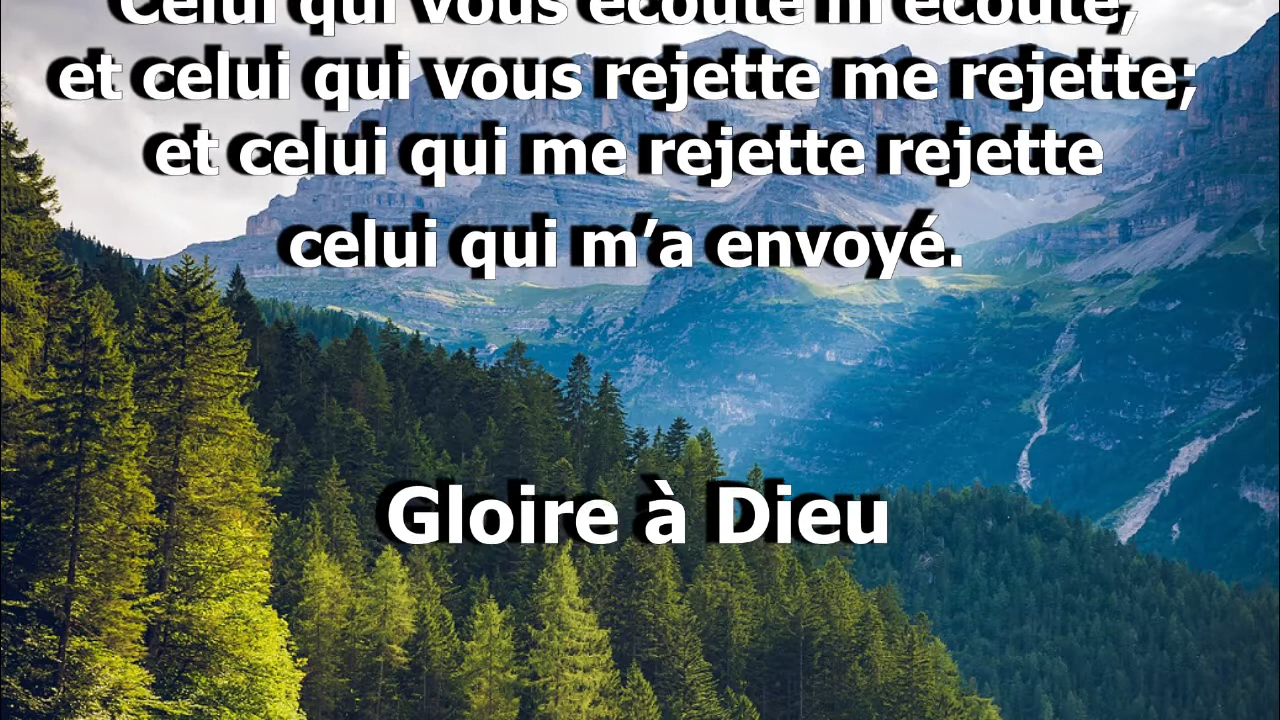 Celui qui vous écoute m'écoute,
et celui qui vous rejette me rejette;
et celui qui me rejette rejette
celui qui m’a envoyé.
Gloire à Dieu